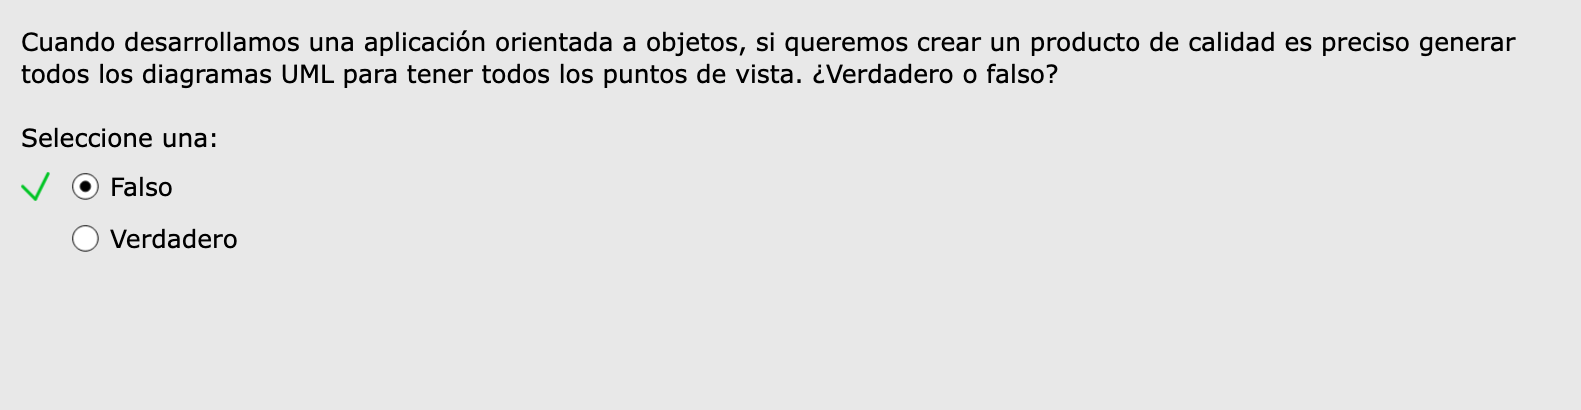 Cuando desarrollamos una aplicación orientada a objetos, si queremos crear un producto de calidad es preciso generar
todos los diagramas UML para tener todos los puntos de vista. ¿Verdadero o falso?
Seleccione una:
Falso
Verdadero